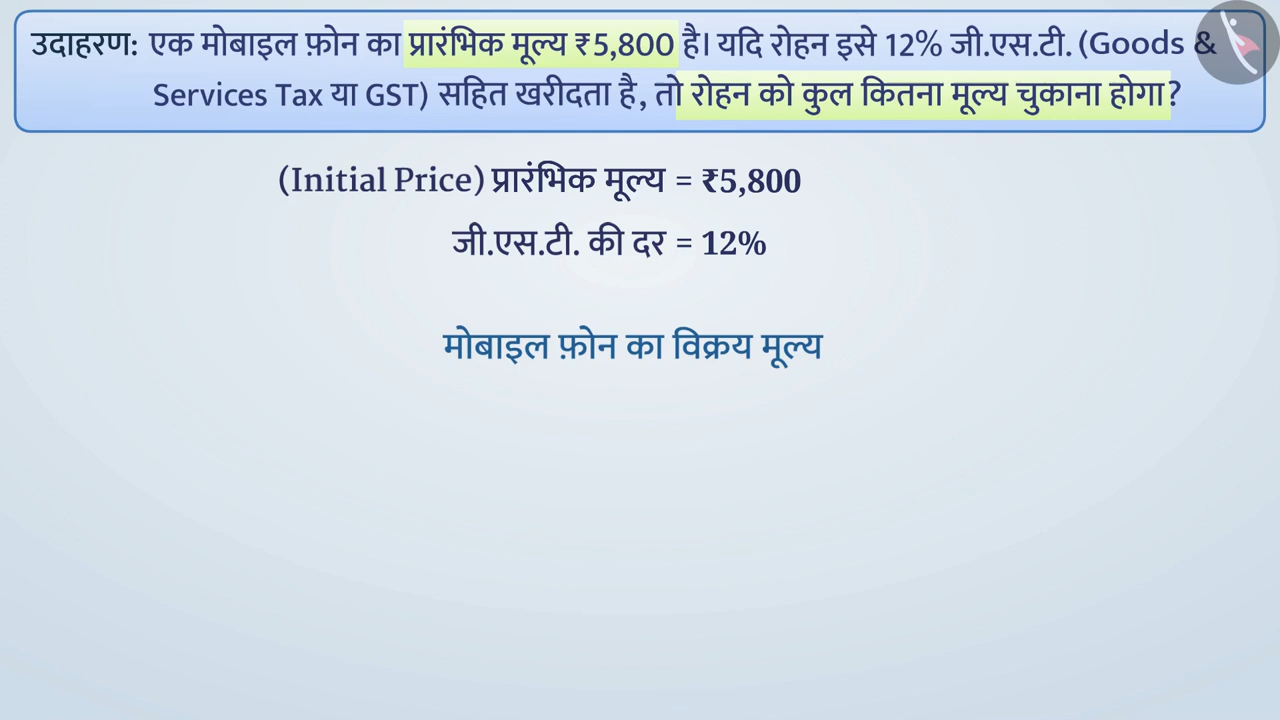 उदाहरण: एक मोबाइल फ़ोन का प्रारंभिक मूल्य ₹5,800 है। यदि रोहन इसे 12% जी.एस.टी. (Goods &
Services Tax या GST) सहित खरीदता है, तो रोहन को कुल कितना मूल्य चुकाना होगा?
(Initial Price) प्रारंभिक मूल्य = ₹5,800
जी.एस.टी. की दर = 12%
मोबाइल फ़ोन का विक्रय मूल्य